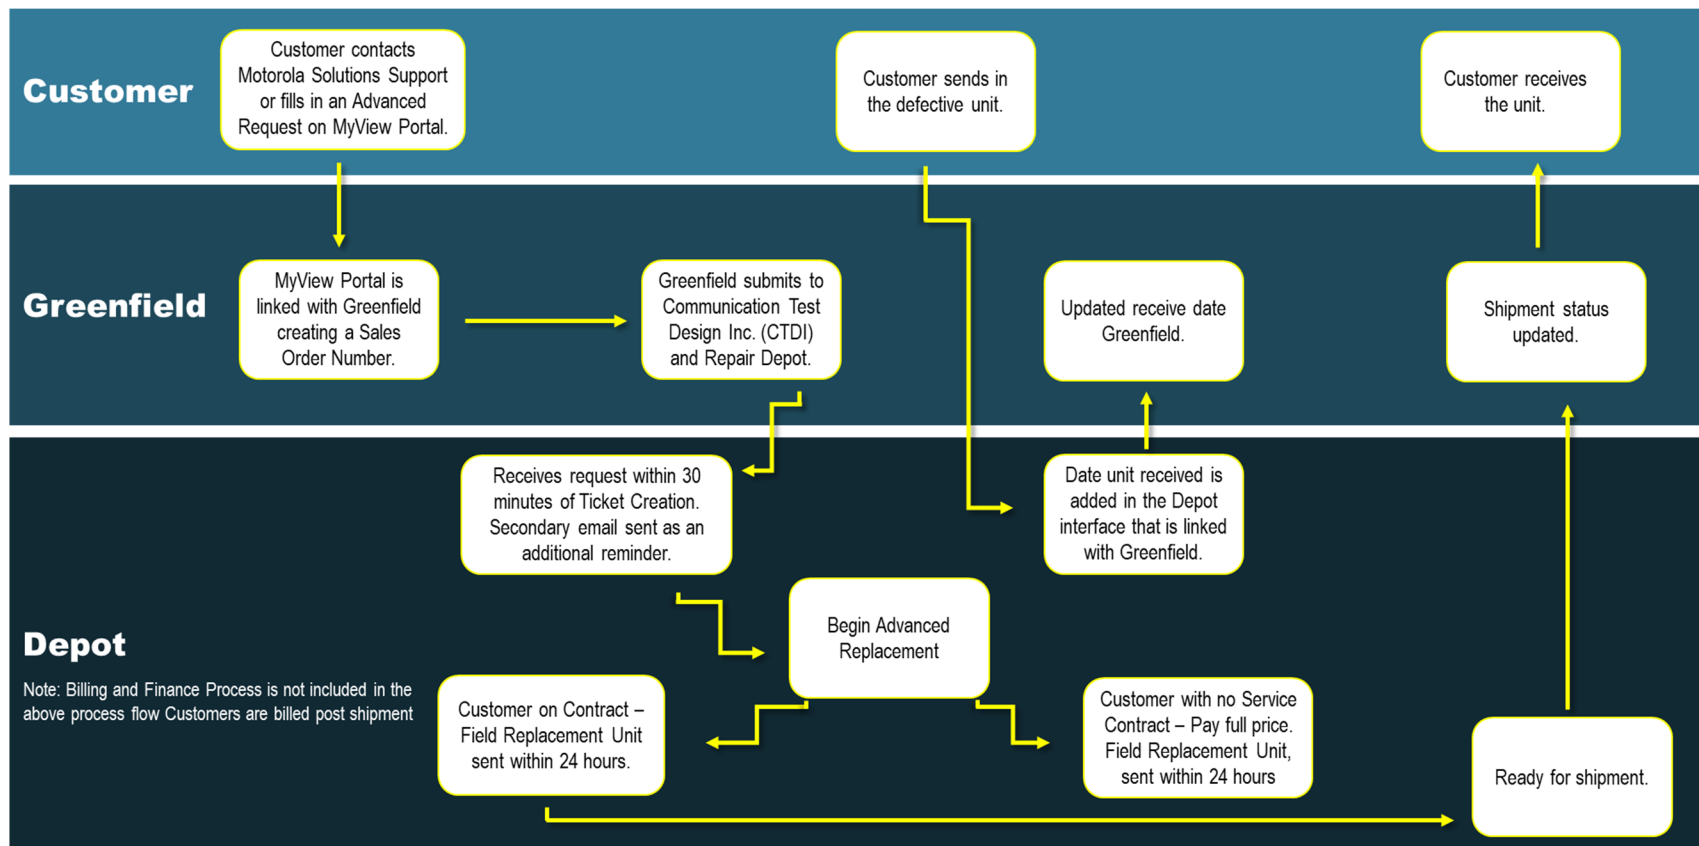 Customer
Customer contacts
Motorola Solutions Support
or fills in an Advanced
Request on MyView Portal.
Customer sends in
the defective unit.
Customer receives
the unit.
Greenfield
MyView Portal is
linked with Greenfield
creating a Sales
Order Number.
Greenfield submits to
Communication Test
Design Inc. (CTDI)
and Repair Depot.
Updated receive date
Greenfield.
Shipment status
updated.
Depot
Note: Billing and Finance Process is not included in the
above process flow Customers are billed post shipment
Receives request within 30
minutes of Ticket Creation.
Secondary email sent as an
additional reminder.
Date unit received is
added in the Depot
interface that is linked
with Greenfield.
Begin Advanced
Replacement
Customer on Contract –
Field Replacement Unit
sent within 24 hours.
Customer with no Service
Contract – Pay full price.
Field Replacement Unit,
sent within 24 hours
Ready for shipment.